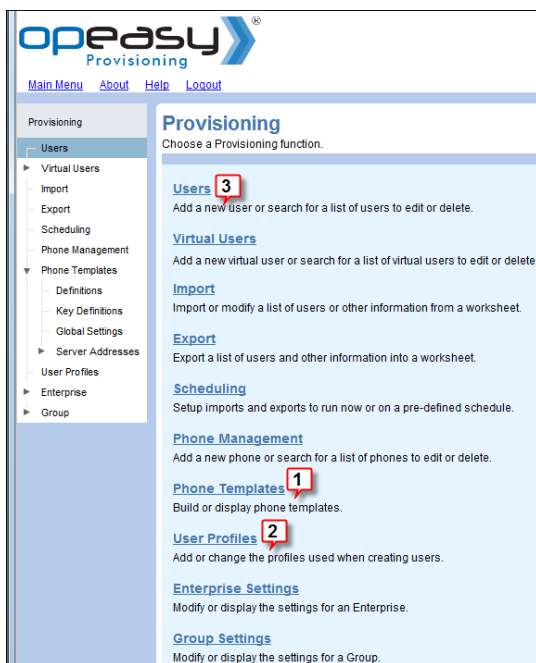 opeasy®
Provisioning
Main Menu About Help Logout
Provisioning
Users
Virtual Users
Import
Export
Scheduling
Phone Management
Phone Templates
Definitions
Key Definitions
Global Settings
Server Addresses
User Profiles
Enterprise
Group
Provisioning
Choose a Provisioning function.
Users 3
Add a new user or search for a list of users to edit or delete.
Virtual Users
Add a new virtual user or search for a list of virtual users to edit or delete
Import
Import or modify a list of users or other information from a worksheet.
Export
Export a list of users and other information into a worksheet.
Scheduling
Setup imports and exports to run now or on a pre-defined schedule.
Phone Management
Add a new phone or search for a list of phones to edit or delete.
Phone Templates 1
Build or display phone templates.
User Profiles 2
Add or change the profiles used when creating users.
Enterprise Settings
Modify or display the settings for an Enterprise.
Group Settings
Modify or display the settings for a Group.